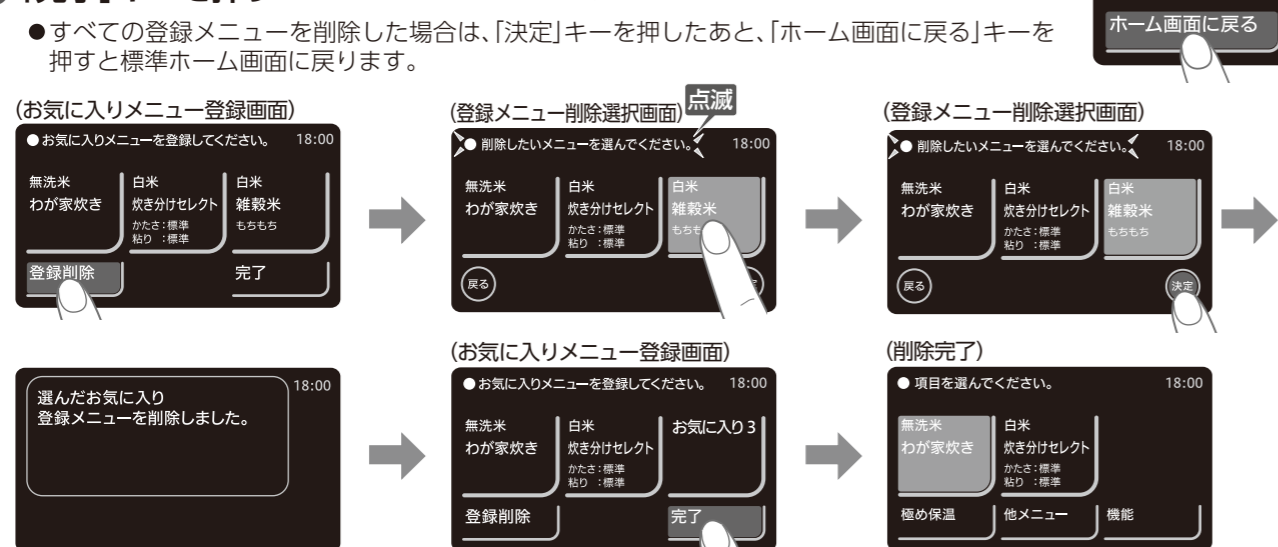 ●すべての登録メニューを削除した場合は、「決定」キーを押したあと、「ホーム画面に戻る」キーを
押すと標準ホーム画面に戻ります。
ホーム画面に戻る
(お気に入りメニュー登録画面)
●お気に入りメニューを登録してください。 18:00
無洗米
わが家炊き
白米
炊き分けセレクト
かたさ:標準
粘り :標準
白米
雑穀米
もちもち
登録削除
完了
(登録メニュー削除選択画面)
点滅
● 削除したいメニューを選んでください。 18:00
無洗米
わが家炊き
白米
炊き分けセレクト
かたさ:標準
粘り :標準
白米
雑穀米
もちも
戻る
(登録メニュー削除選択画面)
● 削除したいメニューを選んでください。 18:00
無洗米
わが家炊き
白米
炊き分けセレクト
かたさ:標準
粘り :標準
白米
雑穀米
もちもち
戻る
決定
18:00
選んだお気に入り
登録メニューを削除しました。
(お気に入りメニュー登録画面)
●お気に入りメニューを登録してください。 18:00
無洗米
わが家炊き
白米
炊き分けセレクト
かたさ:標準
粘り :標準
お気に入り3
登録削除
完了
(削除完了)
● 項目を選んでください。 18:00
無洗米
わが家炊き
白米
炊き分けセレクト
かたさ:標準
粘り :標準
極め保温
他メニュー
機能